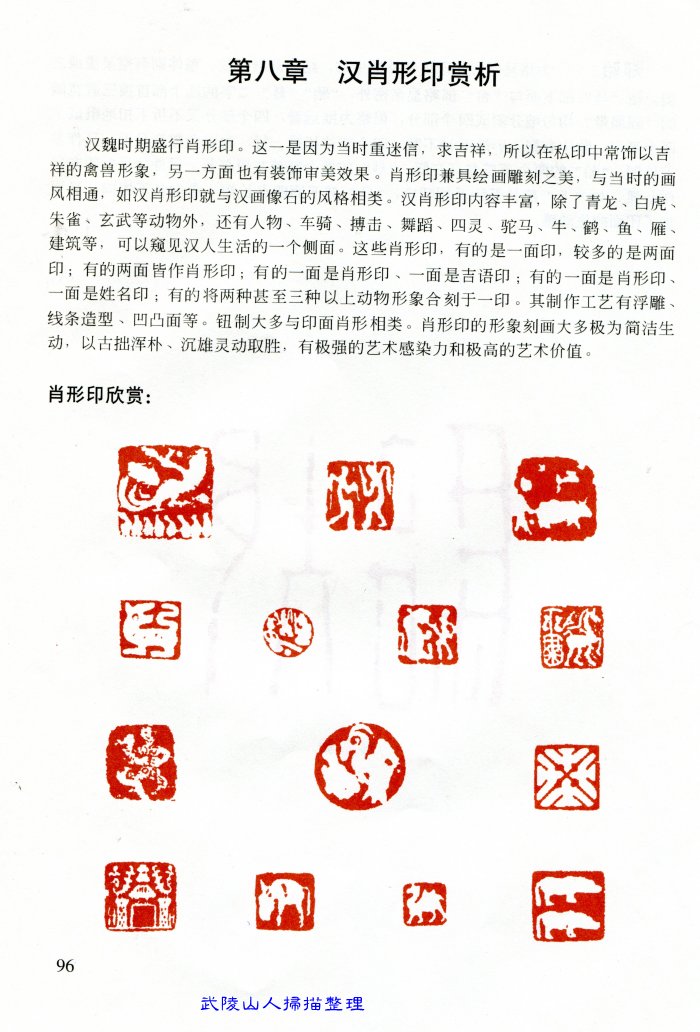 第八章　汉肖形印赏析
汉魏时期盛行肖形印。这一是因为当时重迷信，求吉祥，所以在私印中常饰以吉
祥的禽兽形象，另一方面也有装饰审美效果。肖形印兼具绘画雕刻之美，与当时的画
风相通，如汉肖形印就与汉画像石的风格相类。汉肖形印内容丰富，除了青龙、白虎、
朱雀、玄武等动物外，还有人物、车骑、搏击、舞蹈、四灵、驼马、牛、鹤、鱼、雁、
建筑等，可以窥见汉人生活的一个侧面。这些肖形印，有的是一面印，较多的是两面
印；有的两面皆作肖形印；有的一面是肖形印、一面是吉语印；有的一面是肖形印、
一面是姓名印；有的将两种甚至三种以上动物形象合刻于一印。其制作工艺有浮雕、
线条造型、凹凸面等。钮制大多与印面肖形相类。肖形印的形象刻画大多极为简洁生
动，以古拙浑朴、沉雄灵动取胜，有极强的艺术感染力和极高的艺术价值。
肖形印欣赏：
96
武陵山人掃描整理